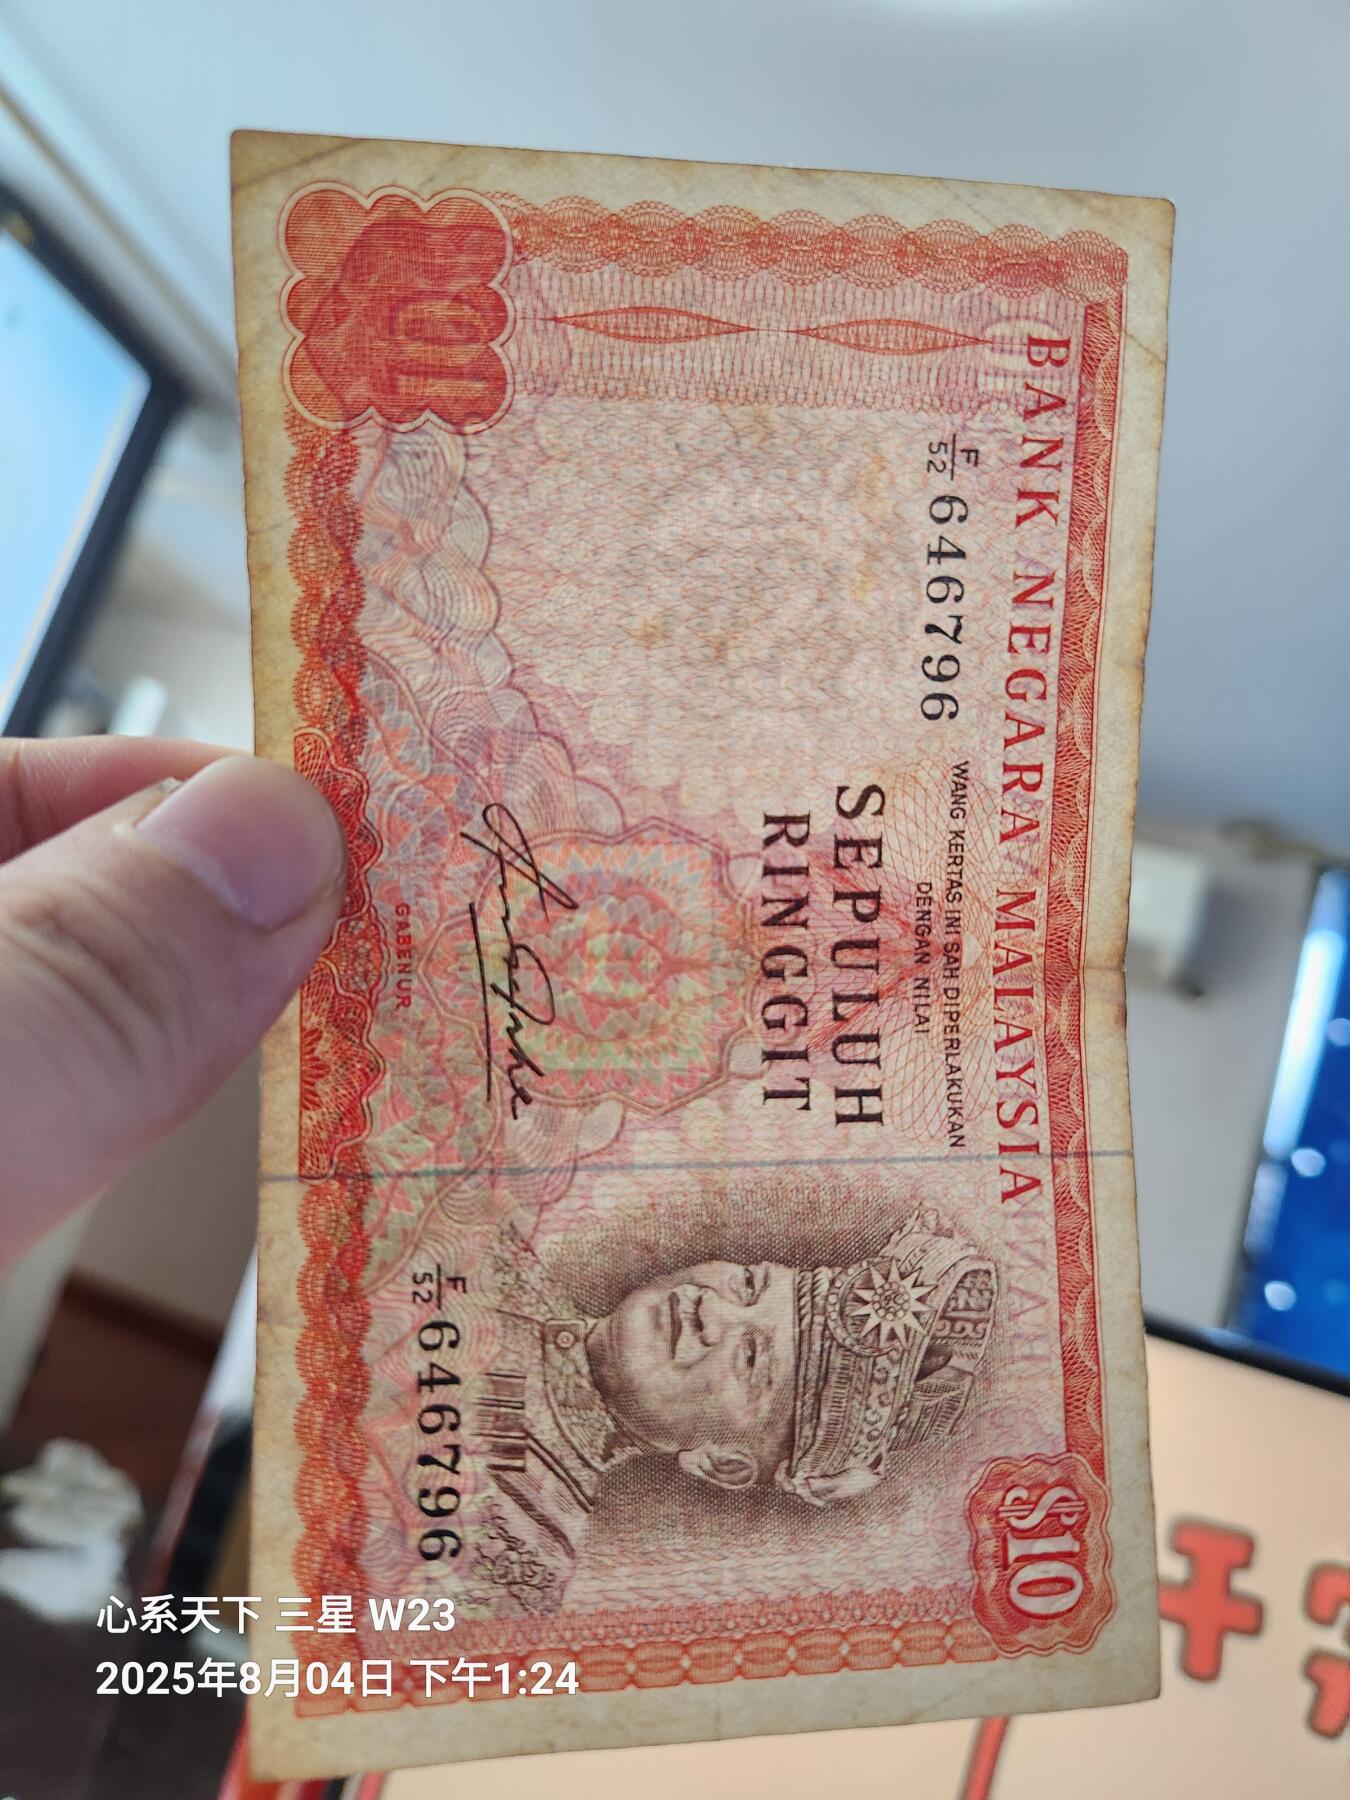 BANK NEGARA MALAYSIA
$10
F/52 646796
WANG KERTAS INI SAH DIPERLAKUKAN
DENGAN NILAI
SEPULUH
RINGGIT
GABENUR
10
F/52 646796
心系天下 三星 W23
2025年8月04日 下午1:24